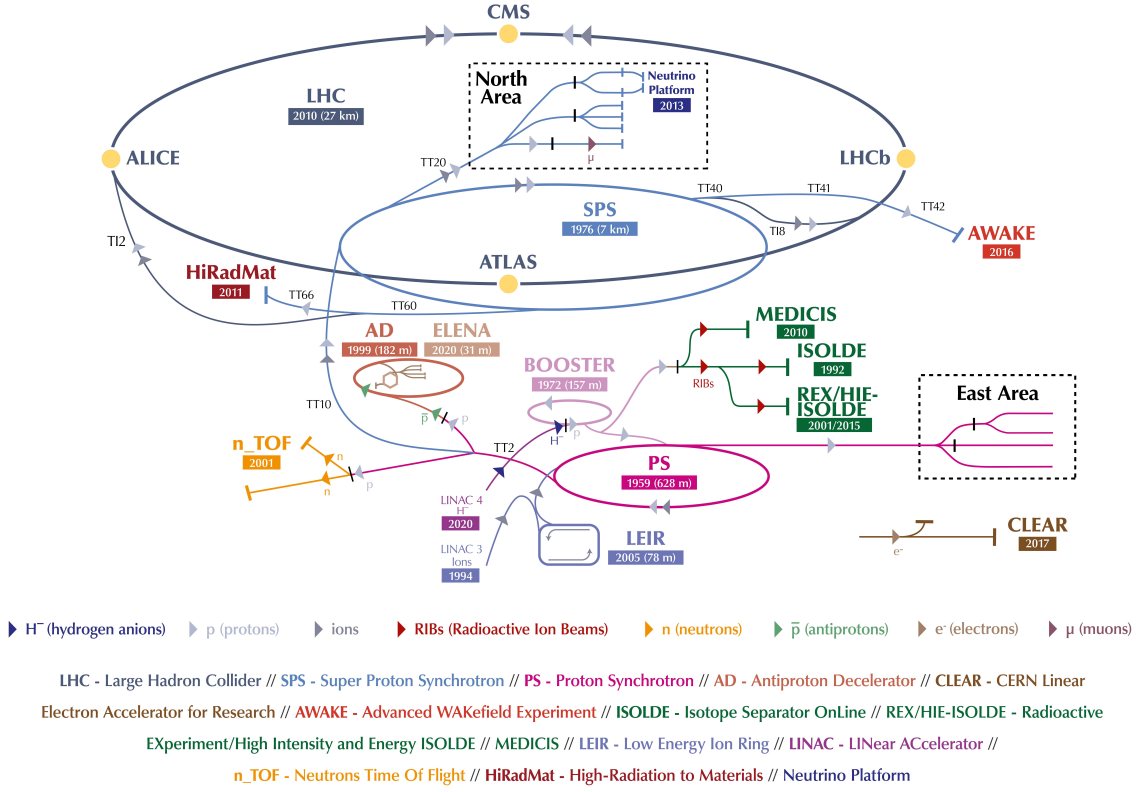 CMS
North
Area
Neutrino
Platform
2013
LHC
2010 (27 km)
μ
ALICE
LHCb
TT20
TT40
TT41
TT42
SPS
1976 (7 km)
TI8
AWAKE
2016
TI2
ATLAS
HiRadMat
2011
TT66
TT60
AD
1999 (182 m)
ELENA
2020 (31 m)
MEDICIS
2010
BOOSTER
1972 (157 m)
ISOLDE
1992
RIBs
REX/HIE-
ISOLDE
2001/2015
East Area
TT10
p̅
p
H⁻
p
n_TOF
2001
n
n
p
TT2
PS
1959 (628 m)
LINAC 4
H⁻
2020
LINAC 3
Ions
1994
LEIR
2005 (78 m)
CLEAR
2017
e-
H⁻ (hydrogen anions)
p (protons)
ions
RIBs (Radioactive Ion Beams)
n (neutrons)
p̅ (antiprotons)
e- (electrons)
μ (muons)
LHC - Large Hadron Collider // SPS - Super Proton Synchrotron // PS - Proton Synchrotron // AD - Antiproton Decelerator // CLEAR - CERN Linear
Electron Accelerator for Research // AWAKE - Advanced WAKefield Experiment // ISOLDE - Isotope Separator OnLine // REX/HIE-ISOLDE - Radioactive
EXperiment/High Intensity and Energy ISOLDE // MEDICIS // LEIR - Low Energy Ion Ring // LINAC - LINear ACcelerator //
n_TOF - Neutrons Time Of Flight // HiRadMat - High-Radiation to Materials // Neutrino Platform